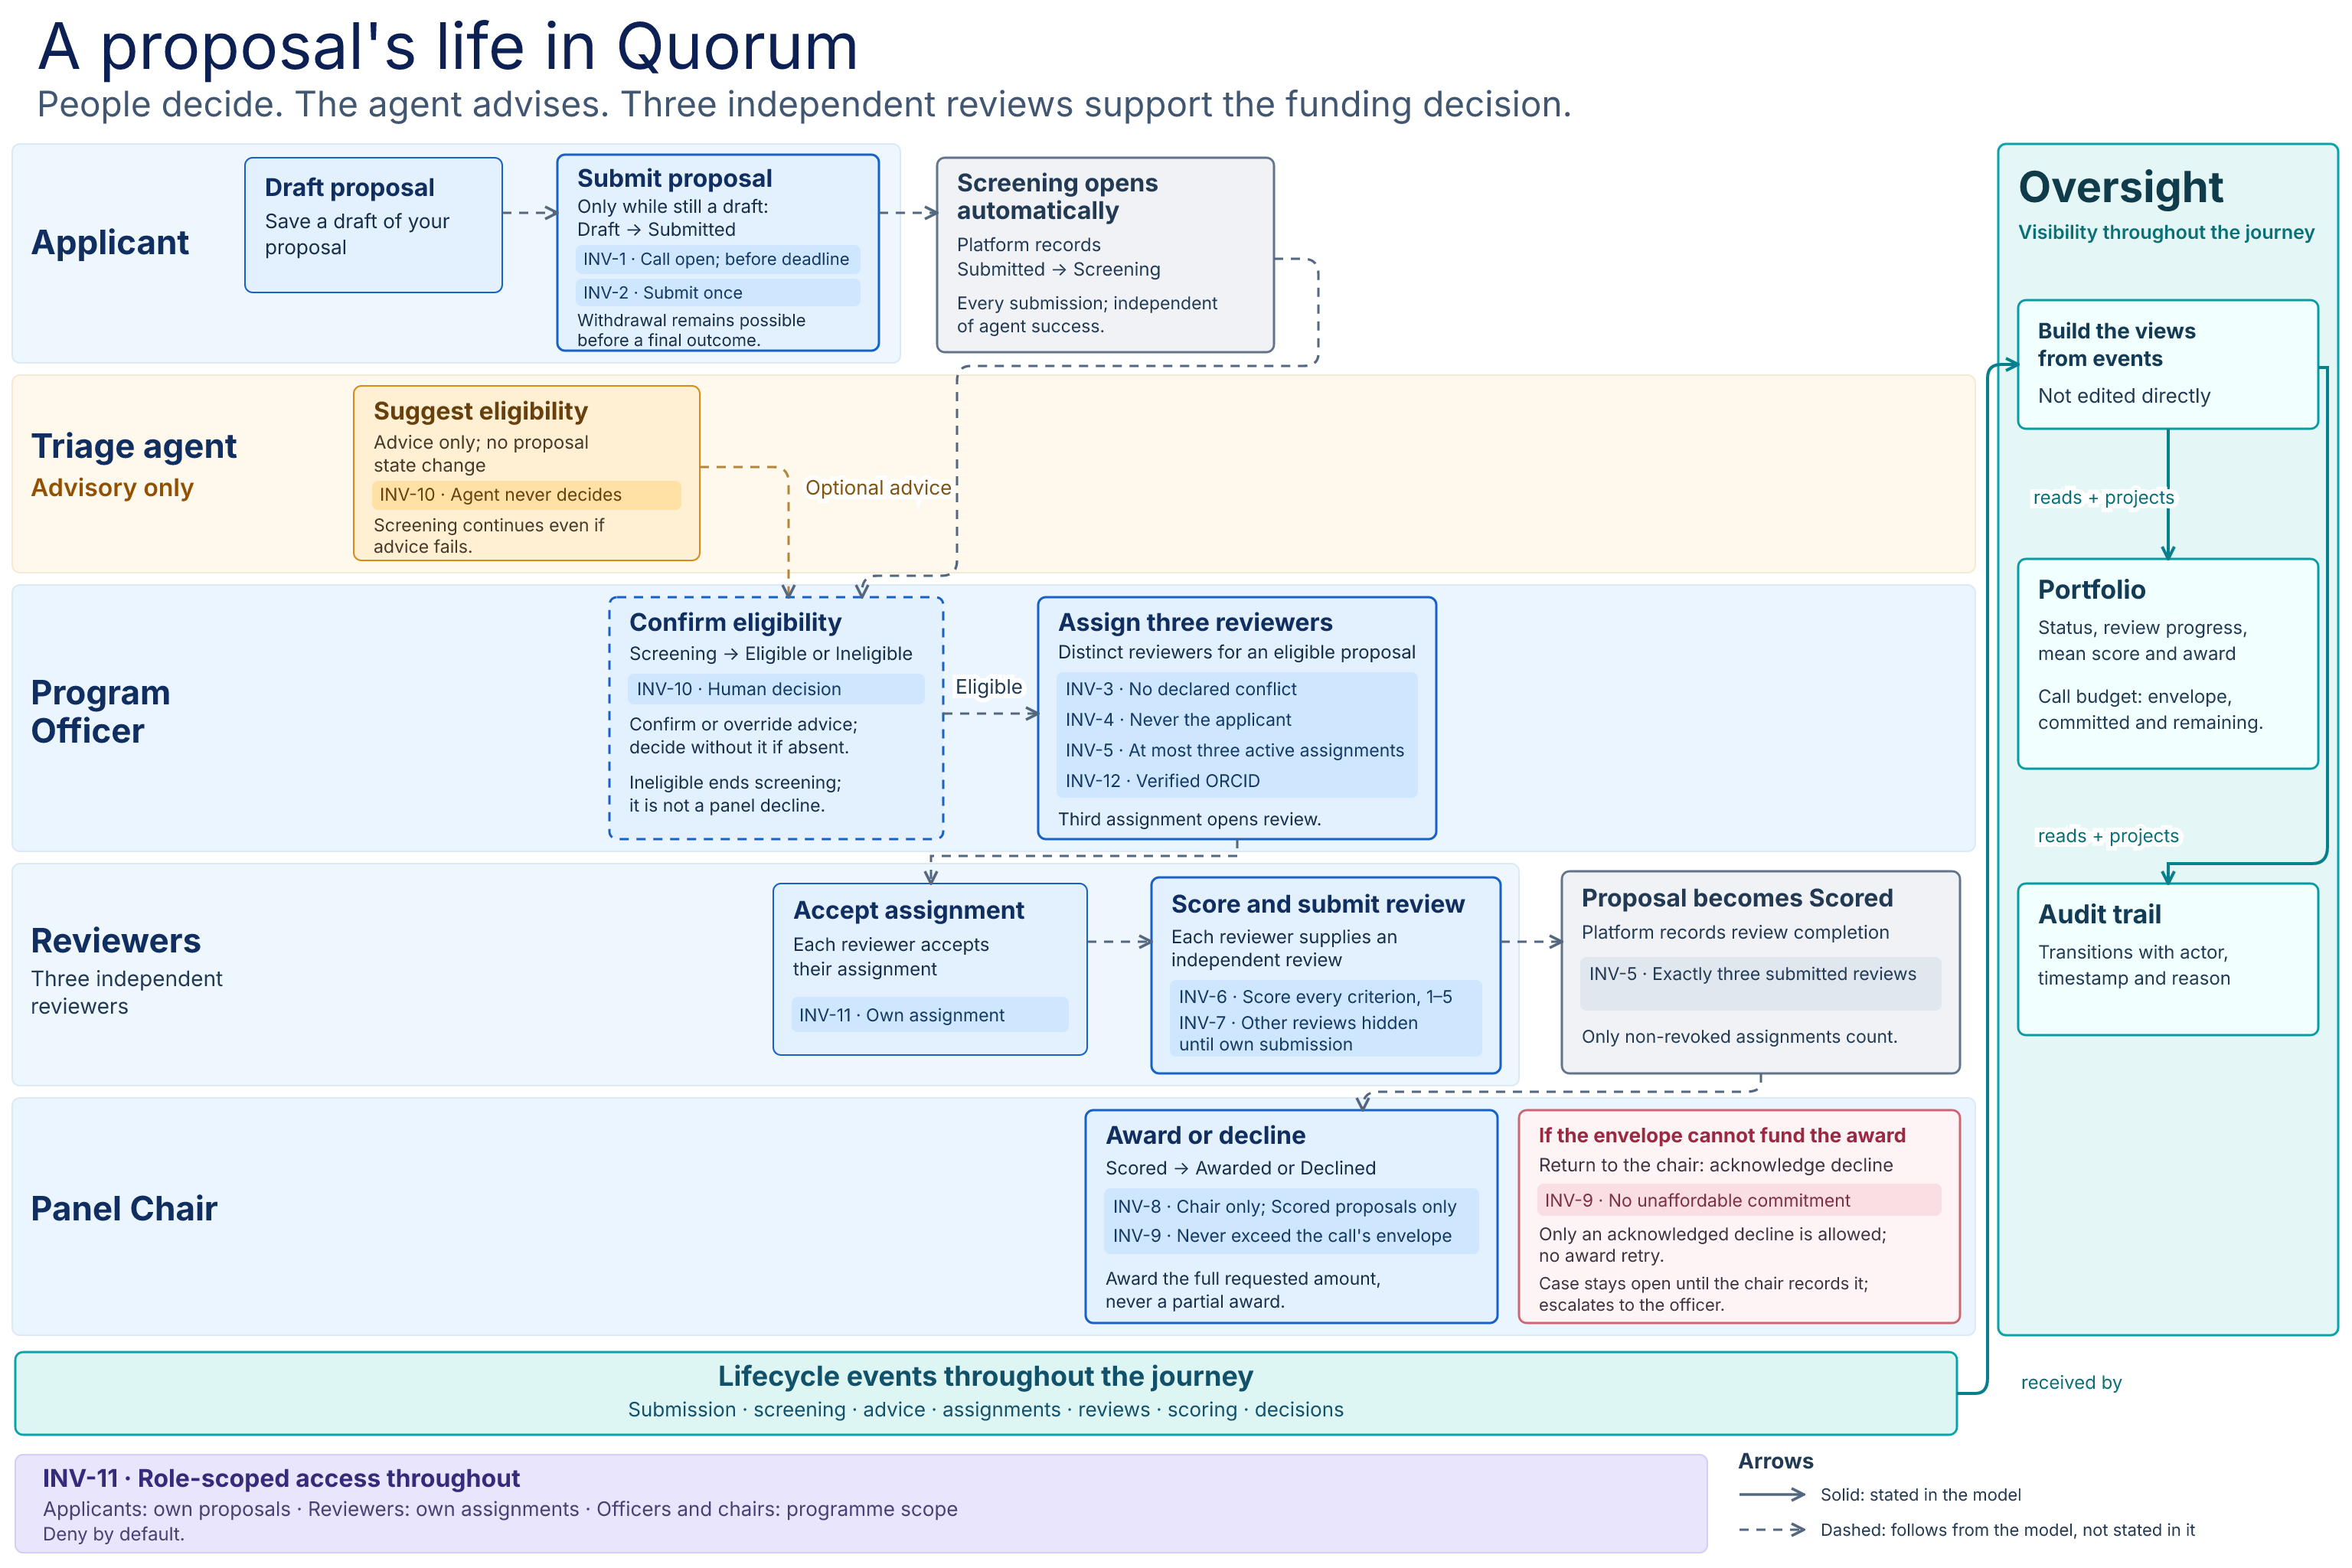 A proposal's life in Quorum
People decide. The agent advises. Three independent reviews support the funding decision.
Applicant
Draft proposal
Save a draft of your
proposal
Submit proposal
Only while still a draft:
Draft → Submitted
INV-1 · Call open; before deadline
INV-2 · Submit once
Withdrawal remains possible
before a final outcome.
Screening opens
automatically
Platform records
Submitted → Screening
Every submission; independent
of agent success.
Triage agent
Advisory only
Suggest eligibility
Advice only; no proposal
state change
INV-10 · Agent never decides
Screening continues even if
advice fails.
Optional advice
Program
Officer
Confirm eligibility
Screening → Eligible or Ineligible
INV-10 · Human decision
Confirm or override advice;
decide without it if absent.
Ineligible ends screening;
it is not a panel decline.
Eligible
Assign three reviewers
Distinct reviewers for an eligible proposal
INV-3 · No declared conflict
INV-4 · Never the applicant
INV-5 · At most three active assignments
INV-12 · Verified ORCID
Third assignment opens review.
Reviewers
Three independent
reviewers
Accept assignment
Each reviewer accepts
their assignment
INV-11 · Own assignment
Score and submit review
Each reviewer supplies an
independent review
INV-6 · Score every criterion, 1–5
INV-7 · Other reviews hidden
until own submission
Proposal becomes Scored
Platform records review completion
INV-5 · Exactly three submitted reviews
Only non-revoked assignments count.
Panel Chair
Award or decline
Scored → Awarded or Declined
INV-8 · Chair only; Scored proposals only
INV-9 · Never exceed the call's envelope
Award the full requested amount,
never a partial award.
If the envelope cannot fund the award
Return to the chair: acknowledge decline
INV-9 · No unaffordable commitment
Only an acknowledged decline is allowed;
no award retry.
Case stays open until the chair records it;
escalates to the officer.
Oversight
Visibility throughout the journey
Build the views
from events
Not edited directly
reads + projects
Portfolio
Status, review progress,
mean score and award
Call budget: envelope,
committed and remaining.
reads + projects
Audit trail
Transitions with actor,
timestamp and reason
Lifecycle events throughout the journey
Submission · screening · advice · assignments · reviews · scoring · decisions
received by
INV-11 · Role-scoped access throughout
Applicants: own proposals · Reviewers: own assignments · Officers and chairs: programme scope
Deny by default.
Arrows
Solid: stated in the model
Dashed: follows from the model, not stated in it